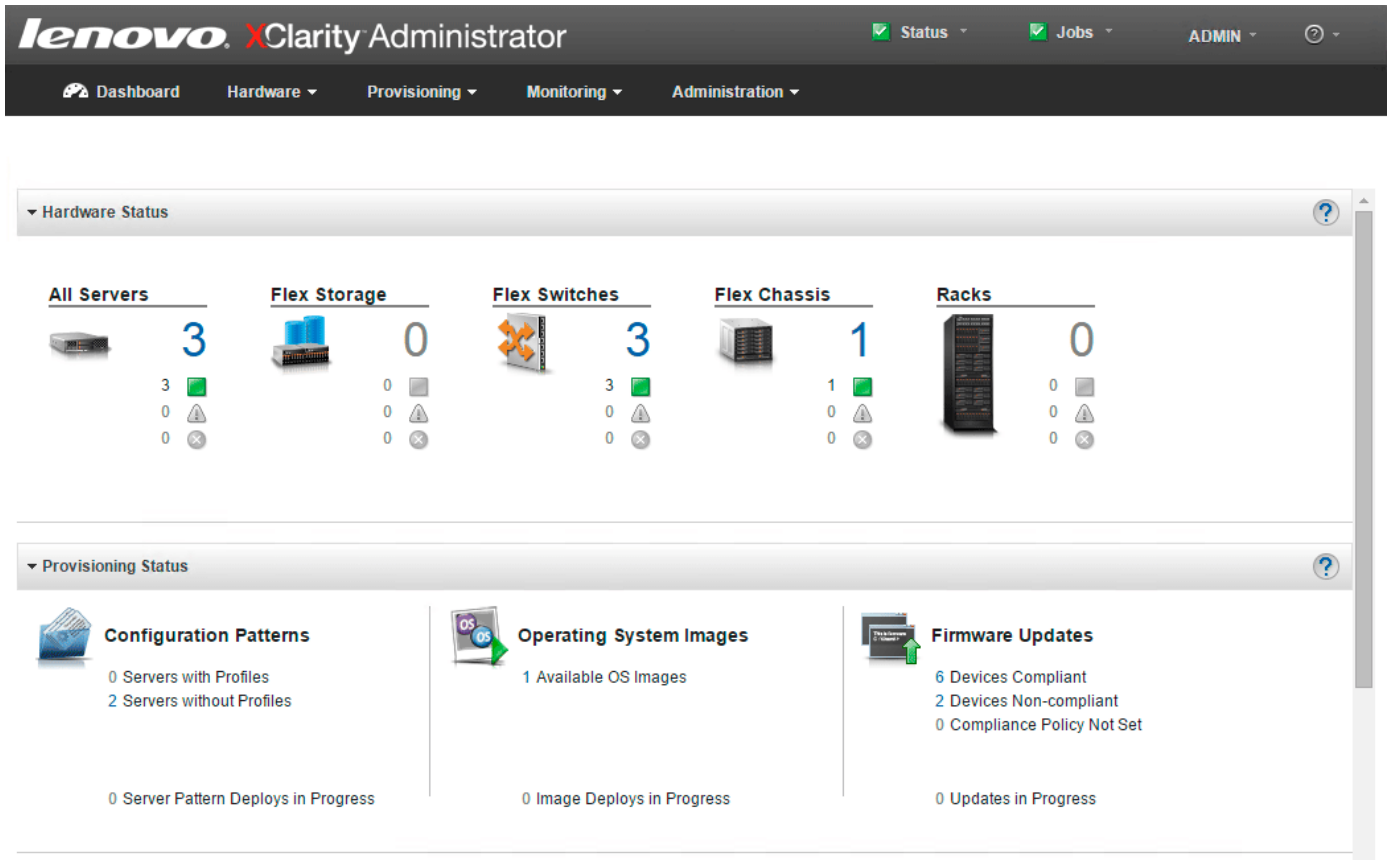 lenovo. XClarity Administrator Status Jobs ADMIN ?
Dashboard Hardware Provisioning Monitoring Administration
Hardware Status ?
All Servers Flex Storage Flex Switches Flex Chassis Racks
3 0 3 1 0
3 0 3 1 0
0 0 0 0 0
0 0 0 0 0
Provisioning Status ?
Configuration Patterns
0 Servers with Profiles
2 Servers without Profiles
0 Server Pattern Deploys in Progress
OS
OS
Operating System Images
1 Available OS Images
0 Image Deploys in Progress
Firmware Updates
6 Devices Compliant
2 Devices Non-compliant
0 Compliance Policy Not Set
0 Updates in Progress